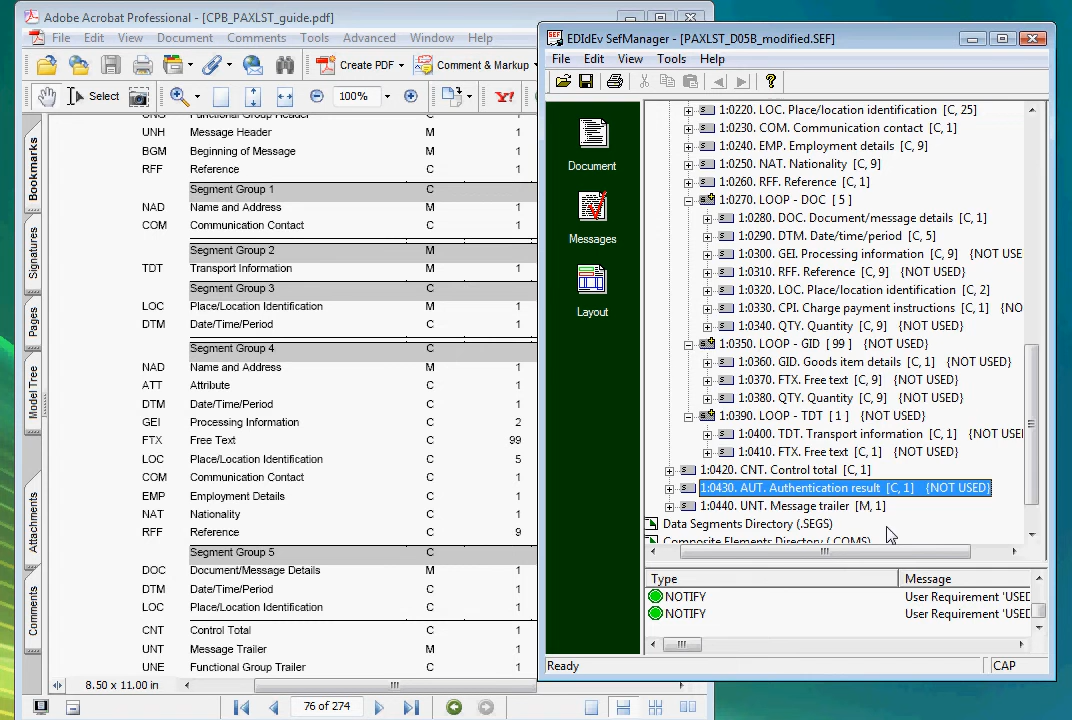 Adobe Acrobat Professional - [CPB_PAXLST_guide.pdf]
File Edit View Document Comments Tools Advanced Window Help
Create PDF
Comment & Markup
Select
100%
Y!
Bookmarks
Signatures
Pages
Model Tree
Attachments
Comments
UNG Functional Group Header C 1
UNH Message Header M 1
BGM Beginning of Message M 1
RFF Reference C 1
Segment Group 1 C
NAD Name and Address M 1
COM Communication Contact C 1
Segment Group 2 M
TDT Transport Information M 1
Segment Group 3 C
LOC Place/Location Identification M 1
DTM Date/Time/Period C 1
Segment Group 4 C
NAD Name and Address M 1
ATT Attribute C 1
DTM Date/Time/Period C 1
GEI Processing Information C 2
FTX Free Text C 99
LOC Place/Location Identification C 5
COM Communication Contact C 1
EMP Employment Details C 1
NAT Nationality C 1
RFF Reference C 9
Segment Group 5 C
DOC Document/Message Details M 1
DTM Date/Time/Period C 1
LOC Place/Location Identification C 1
CNT Control Total C 1
UNT Message Trailer M 1
UNE Functional Group Trailer C 1
8.50 x 11.00 in
76 of 274
SEF EDIdEv SefManager - [PAXLST_D05B_modified.SEF]
File Edit View Tools Help
Document
Messages
Layout
1:0220. LOC. Place/location identification [C, 25]
1:0230. COM. Communication contact [C, 1]
1:0240. EMP. Employment details [C, 9]
1:0250. NAT. Nationality [C, 9]
1:0260. RFF. Reference [C, 1]
1:0270. LOOP - DOC [ 5 ]
1:0280. DOC. Document/message details [C, 1]
1:0290. DTM. Date/time/period [C, 5]
1:0300. GEI. Processing information [C, 9] {NOT USE
1:0310. RFF. Reference [C, 9] {NOT USED}
1:0320. LOC. Place/location identification [C, 2]
1:0330. CPI. Charge payment instructions [C, 1] {NO
1:0340. QTY. Quantity [C, 9] {NOT USED}
1:0350. LOOP - GID [ 99 ] {NOT USED}
1:0360. GID. Goods item details [C, 1] {NOT USED}
1:0370. FTX. Free text [C, 9] {NOT USED}
1:0380. QTY. Quantity [C, 9] {NOT USED}
1:0390. LOOP - TDT [ 1 ] {NOT USED}
1:0400. TDT. Transport information [C, 1] {NOT USED
1:0410. FTX. Free text [C, 1] {NOT USED}
1:0420. CNT. Control total [C, 1]
1:0430. AUT. Authentication result [C, 1] {NOT USED}
1:0440. UNT. Message trailer [M, 1]
Data Segments Directory (.SEGS)
Composite Elements Directory (.COMS)
Type Message
NOTIFY User Requirement 'USED
NOTIFY User Requirement 'USED
Ready CAP